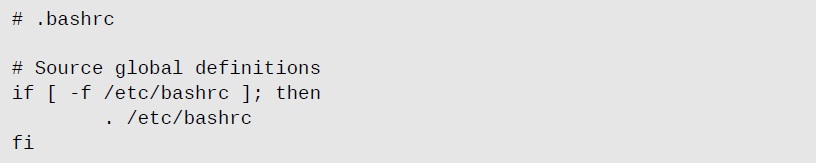 # .bashrc

# Source global definitions
if [ -f /etc/bashrc ]; then
        . /etc/bashrc
fi